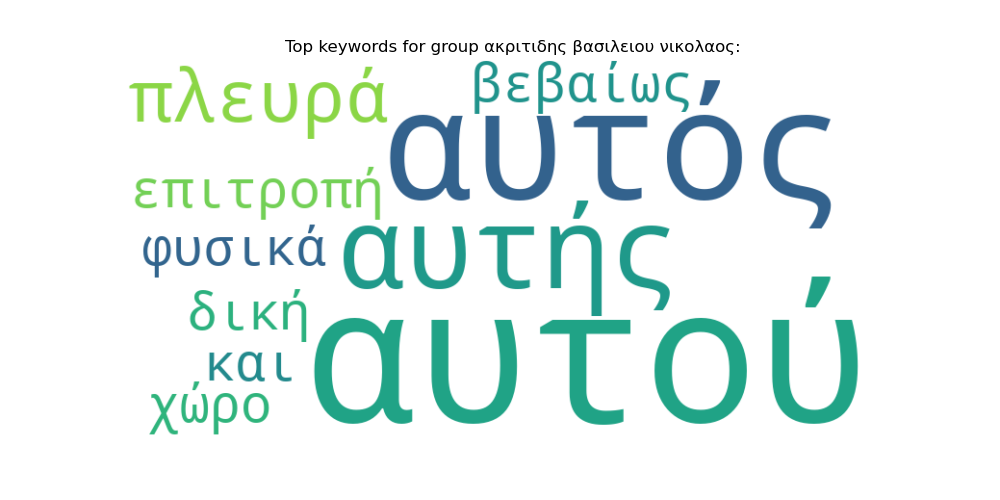 Top keywords for group ακριτιδης βασιλειου νικολαος:
πλευρά
βεβαίως
αυτός
επιτροπή
φυσικά
αυτής
δική
και
αυτού
χώρο